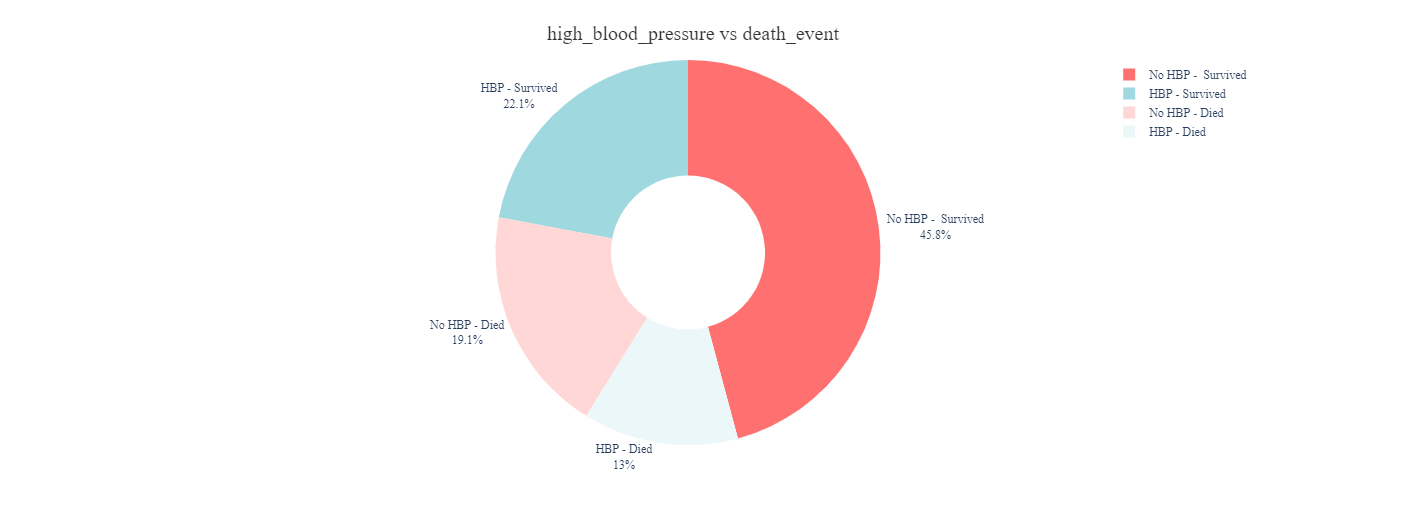 high_blood_pressure vs death_event
No HBP -  Survived
HBP - Survived
No HBP - Died
HBP - Died
HBP - Survived
22.1%
No HBP -  Survived
45.8%
No HBP - Died
19.1%
HBP - Died
13%